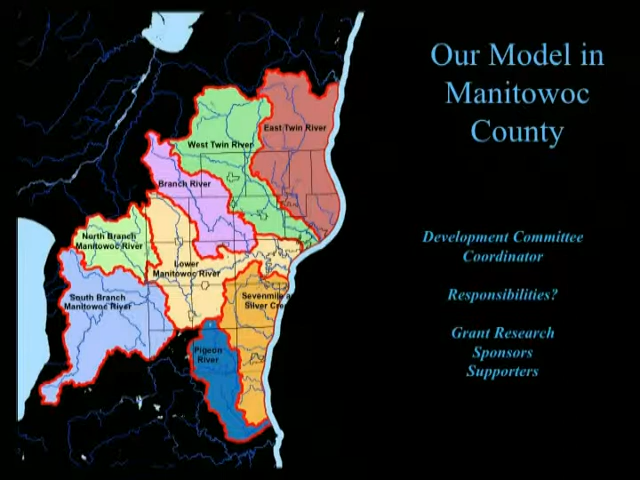 Our Model in
Manitowoc
County
East Twin River
West Twin River
Branch River
North Branch
Manitowoc River
Lower
Manitowoc River
South Branch
Manitowoc River
Sevenmile a
Silver Cre
Pigeon
River
Development Committee
Coordinator
Responsibilities?
Grant Research
Sponsors
Supporters